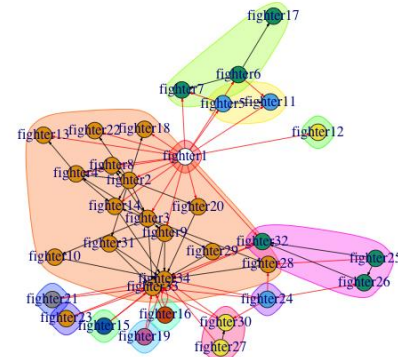 fighter17
fighter6
fighter7
fighter5
fighter11
fighter12
fighter13
fighter22
fighter18
fighter1
fighter8
fighter4
fighter2
fighter14
fighter3
fighter20
fighter9
fighter31
fighter32
fighter29
fighter10
fighter28
fighter25
fighter34
fighter33
fighter26
fighter21
fighter24
fighter23
fighter16
fighter15
fighter30
fighter19
fighter27